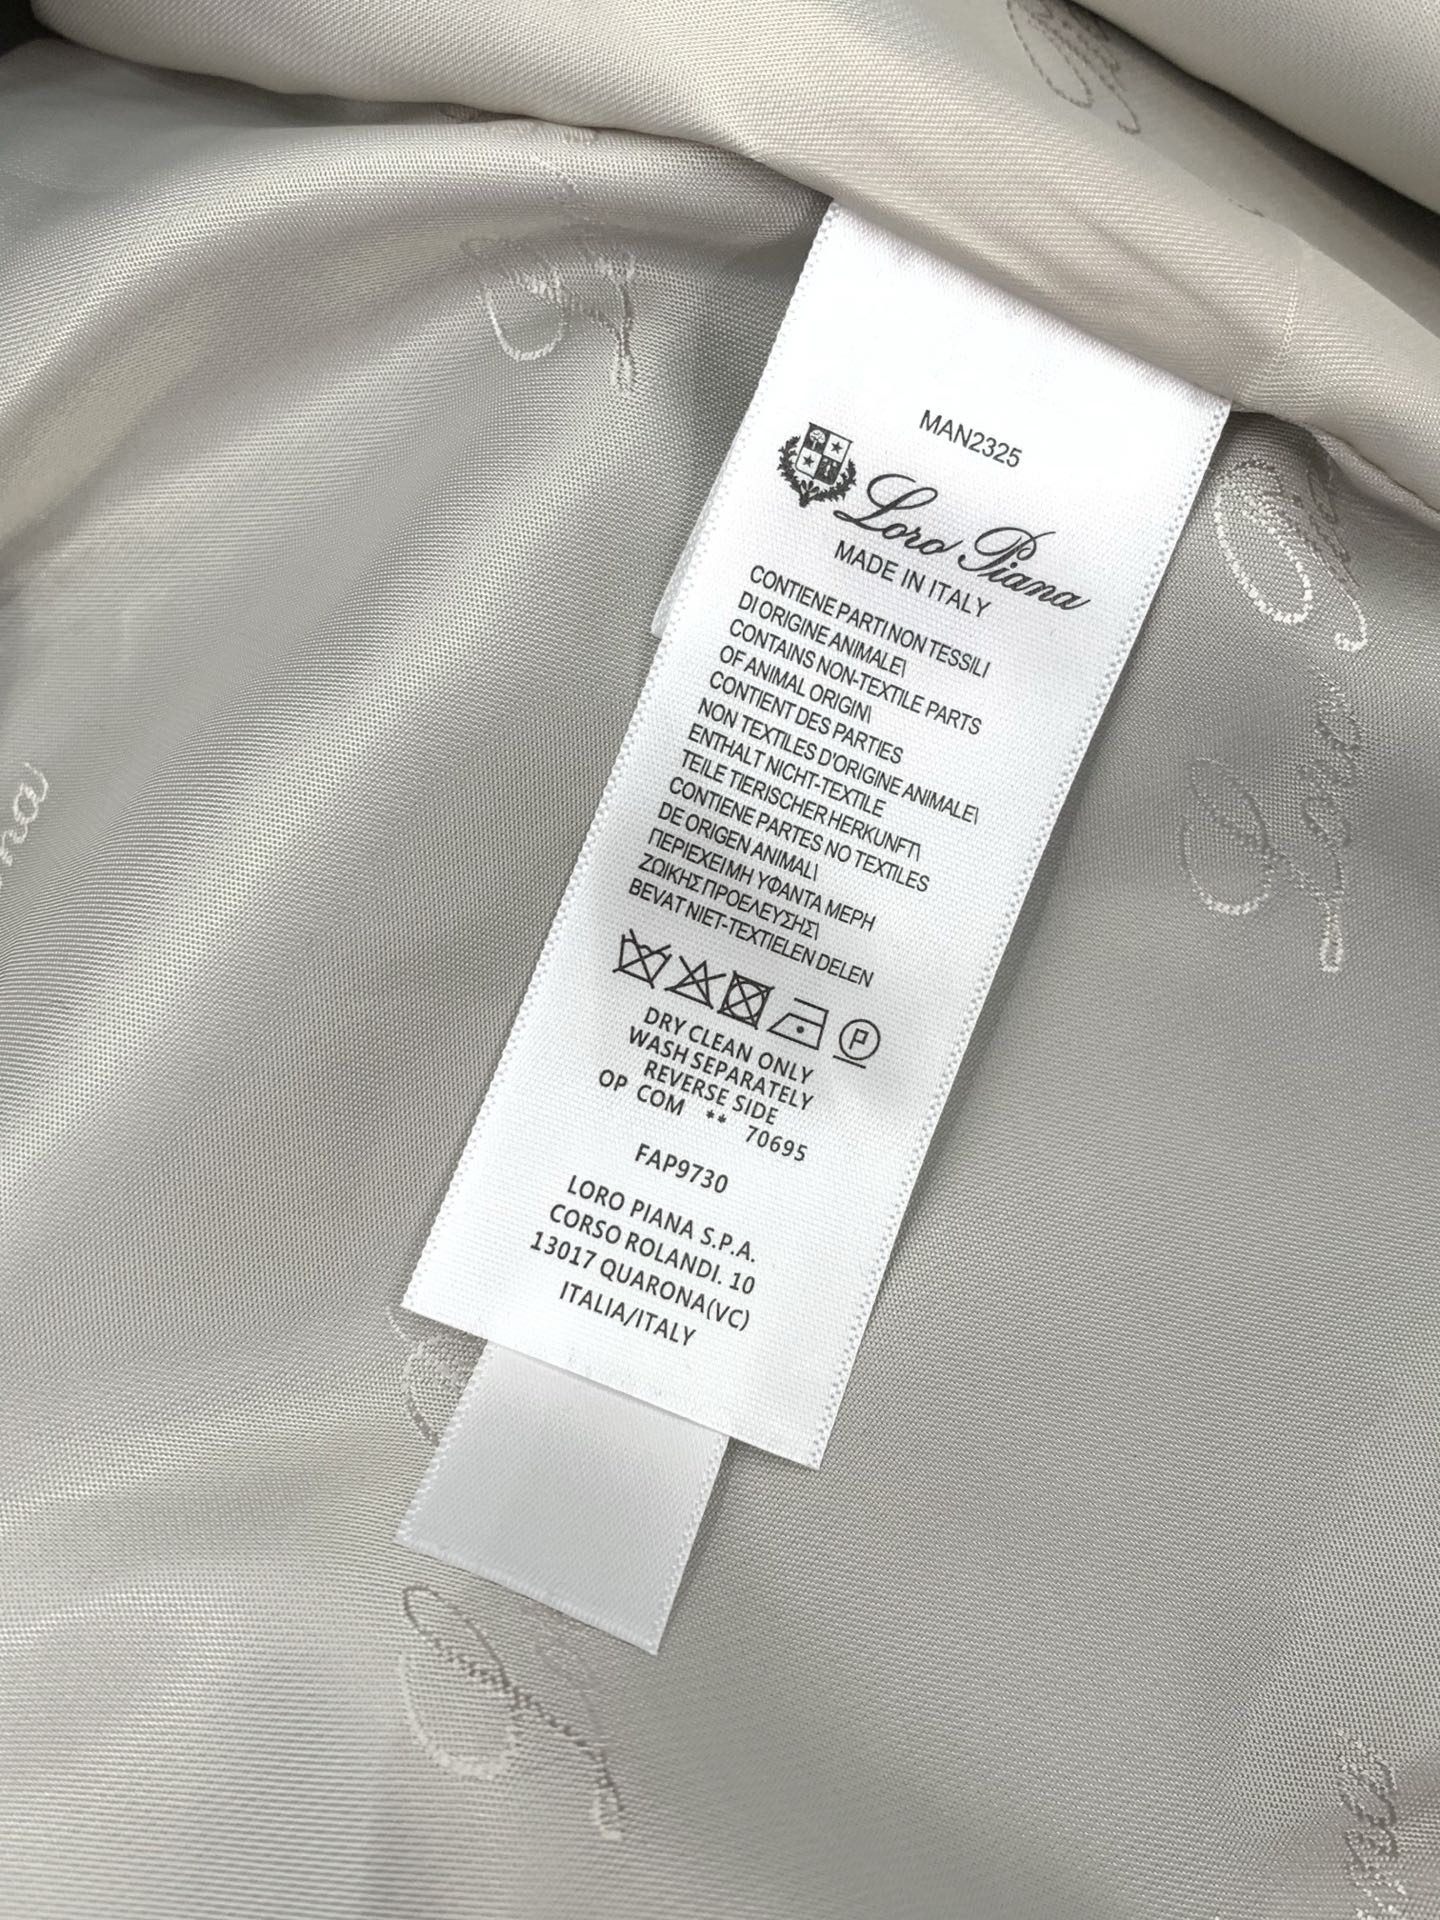 MAN2325
Loro Piana
MADE IN ITALY
CONTIENE PARTI NON TESSILI
DI ORIGINE ANIMALE\
CONTAINS NON-TEXTILE PARTS
OF ANIMAL ORIGIN\
CONTIENT DES PARTIES
NON TEXTILES D'ORIGINE ANIMALE\
ENTHALT NICHT-TEXTILE
TEILE TIERISCHER HERKUNFT\
CONTIENE PARTES NO TEXTILES
DE ORIGEN ANIMAL\
ΠΕΡΙΕΧΕΙ ΜΗ ΥΦΑΝΤΑ ΜΕΡΗ
ΖΩΙΚΗΣ ΠΡΟΕΛΕΥΣΗΣ\
BEVAT NIET-TEXTIELEN DELEN
P
DRY CLEAN ONLY
WASH SEPARATELY
REVERSE SIDE
OP COM ** 70695
FAP9730
LORO PIANA S.P.A.
CORSO ROLANDI. 10
13017 QUARONA(VC)
ITALIA/ITALY
Loro